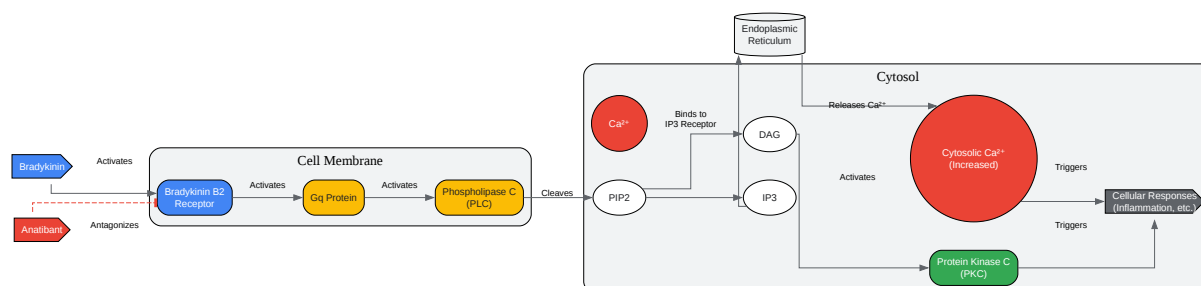 Endoplasmic
Reticulum
Cytosol
Releases Ca²⁺
Ca²⁺
Binds to
IP3 Receptor
DAG
Cytosolic Ca²⁺
(Increased)
Bradykinin
Activates
Cell Membrane
Bradykinin B2
Receptor
Activates
Gq Protein
Activates
Phospholipase C
(PLC)
Cleaves
PIP2
IP3
Activates
Triggers
Cellular Responses
(Inflammation, etc.)
Triggers
Anatibant
Antagonizes
Protein Kinase C
(PKC)